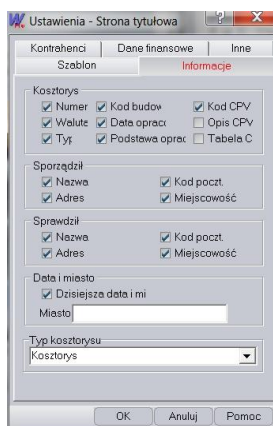 Ustawienia - Strona tytułowa
Kontrahenci Dane finansowe Inne
Szablon Informacje
Kosztorys
Numer Kod budow Kod CPV
Walute Data oprac Opis CPV
Typ Podstawa oprac Tabela C
Sporządził
Nazwa Kod poczt.
Adres Miejscowość
Sprawdził
Nazwa Kod poczt.
Adres Miejscowość
Data i miasto
Dzisiejsza data i mi
Miasto
Typ kosztorysu
Kosztorys
OK Anuluj Pomoc